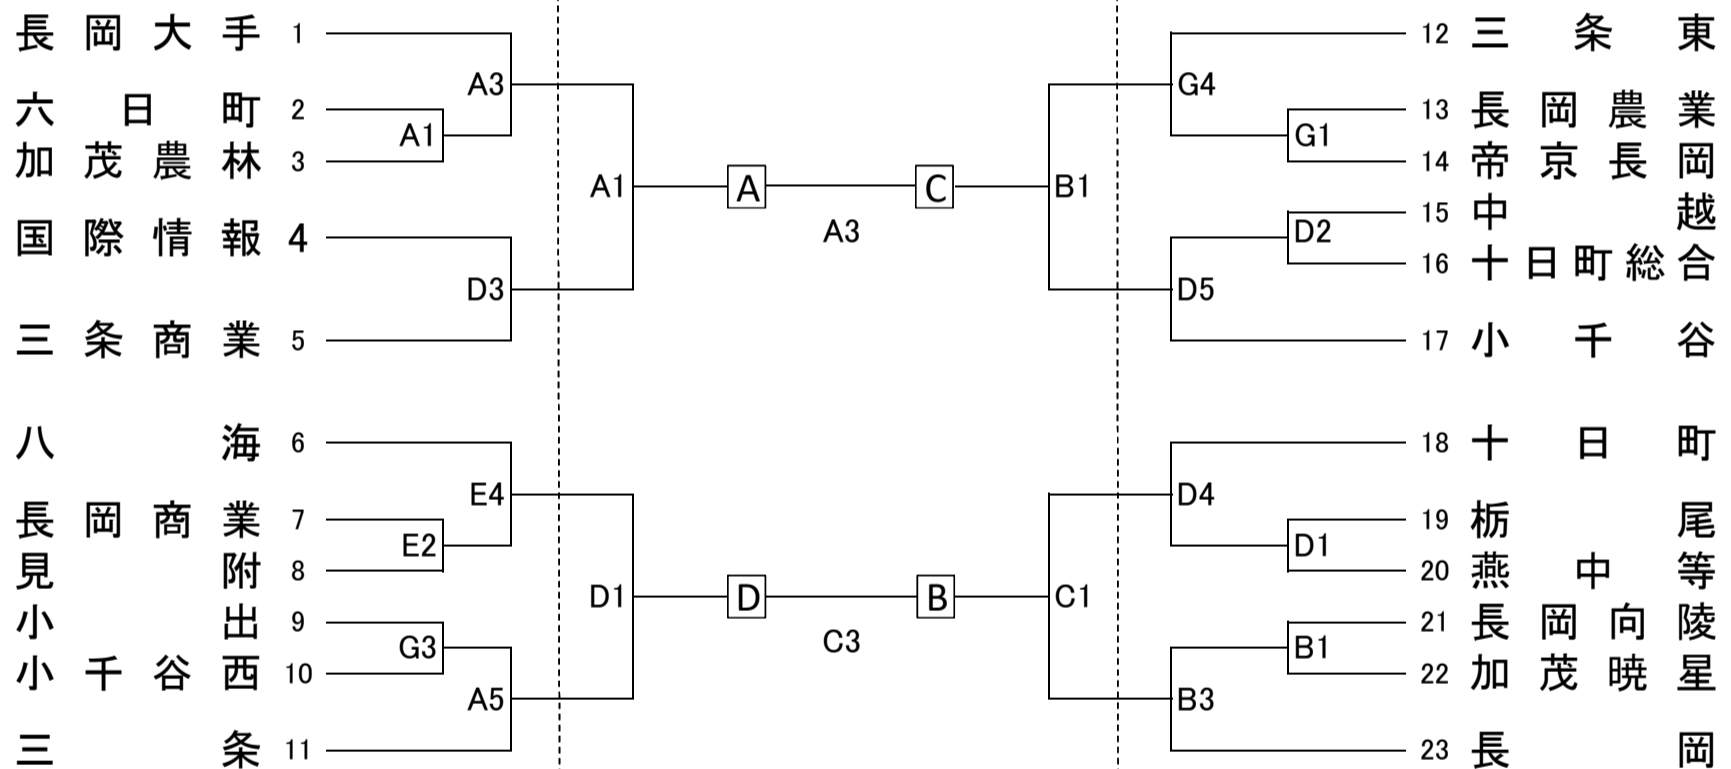 長岡大手 1
A3
六日町 2
A1
加茂農林 3
A1
国際情報 4
D3
三条商業 5
八海 6
E4
長岡商業 7
E2
見附 8
D1
小出 9
G3
小千谷西 10
A5
三条 11
A
C
A3
D
B
C3
12 三条東
G4
13 長岡農業
G1
14 帝京長岡
B1
15 中越
D2
16 十日町総合
D5
17 小千谷
18 十日町
D4
19 栃尾
D1
20 燕中等
C1
21 長岡向陵
B1
22 加茂暁星
B3
23 長岡